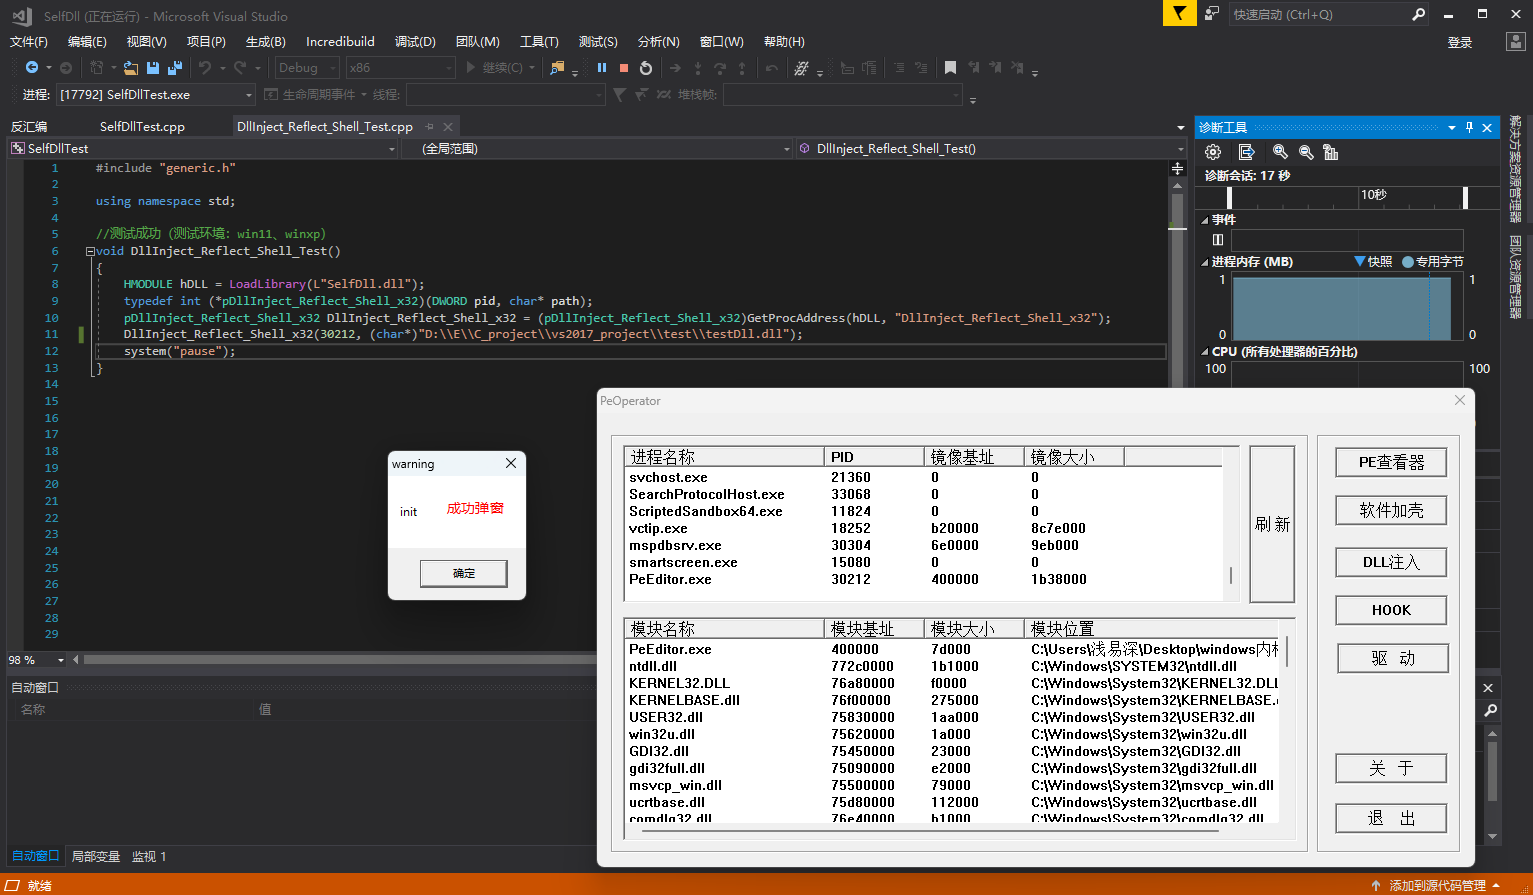 SelfDll (正在运行) - Microsoft Visual Studio
快速启动 (Ctrl+Q)
文件(F) 编辑(E) 视图(V) 项目(P) 生成(B) Incredibuild 调试(D) 团队(M) 工具(T) 测试(S) 分析(N) 窗口(W) 帮助(H)
登录
Debug x86 继续(C)
进程: [17792] SelfDllTest.exe 生命周期事件 线程: 堆栈帧:
反汇编 SelfDllTest.cpp DllInject_Reflect_Shell_Test.cpp
SelfDllTest (全局范围) DllInject_Reflect_Shell_Test()
1 #include "generic.h"
2
3 using namespace std;
4
5 //测试成功（测试环境: win11、winxp）
6 void DllInject_Reflect_Shell_Test()
7 {
8 HMODULE hDLL = LoadLibrary(L"SelfDll.dll");
9 typedef int (*pDllInject_Reflect_Shell_x32)(DWORD pid, char* path);
10 pDllInject_Reflect_Shell_x32 DllInject_Reflect_Shell_x32 = (pDllInject_Reflect_Shell_x32)GetProcAddress(hDLL, "DllInject_Reflect_Shell_x32");
11 DllInject_Reflect_Shell_x32(30212, (char*)"D:\\E\\C_project\\vs2017_project\\test\\testDll.dll");
12 system("pause");
13 }
14
15
16
17
18
19
20
21
22
23
24
25
26
27
28
29
98 %
自动窗口
名称 值
自动窗口 局部变量 监视 1
就绪
添加到源代码管理
诊断工具
诊断会话: 17 秒
10秒
事件
进程内存 (MB) 快照 专用字节
1 1
0 0
CPU (所有处理器的百分比)
100 100
解决方案资源管理器
团队资源管理器
warning
init 成功弹窗
确定
PeOperator
进程名称 PID 镜像基址 镜像大小
svchost.exe 21360 0 0
SearchProtocolHost.exe 33068 0 0
ScriptedSandbox64.exe 11824 0 0
vctip.exe 18252 b20000 8c7e000
mspdbsrv.exe 30304 6e0000 9eb000
smartscreen.exe 15080 0 0
PeEditor.exe 30212 400000 1b38000
刷 新
模块名称 模块基址 模块大小 模块位置
PeEditor.exe 400000 7d000 C:\Users\浅易深\Desktop\windows内
ntdll.dll 772c0000 1b1000 C:\Windows\SYSTEM32\ntdll.dll
KERNEL32.DLL 76a80000 f0000 C:\Windows\System32\KERNEL32.DLL
KERNELBASE.dll 76f00000 275000 C:\Windows\System32\KERNELBASE.
USER32.dll 75830000 1aa000 C:\Windows\System32\USER32.dll
win32u.dll 75620000 1a000 C:\Windows\System32\win32u.dll
GDI32.dll 75450000 23000 C:\Windows\System32\GDI32.dll
gdi32full.dll 75090000 e2000 C:\Windows\System32\gdi32full.dll
msvcp_win.dll 75500000 79000 C:\Windows\System32\msvcp_win.dll
ucrtbase.dll 75d80000 112000 C:\Windows\System32\ucrtbase.dll
comdlg32.dll 76e40000 b1000 C:\Windows\System32\comdlg32.dll
PE查看器
软件加壳
DLL注入
HOOK
驱 动
关 于
退 出